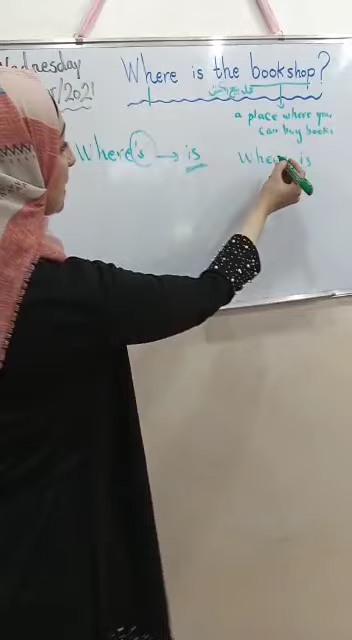 Wednesday
/2021
Where is the bookshop?
a place where you
can buy books
Where's → is
Where is